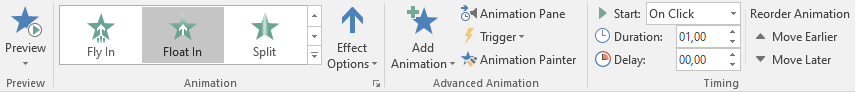 Preview
Preview
Fly In
Float In
Split
Effect
Options
Animation
Add
Animation
Animation Pane
Trigger
Animation Painter
Advanced Animation
Start: On Click
Duration: 01,00
Delay: 00,00
Reorder Animation
Move Earlier
Move Later
Timing